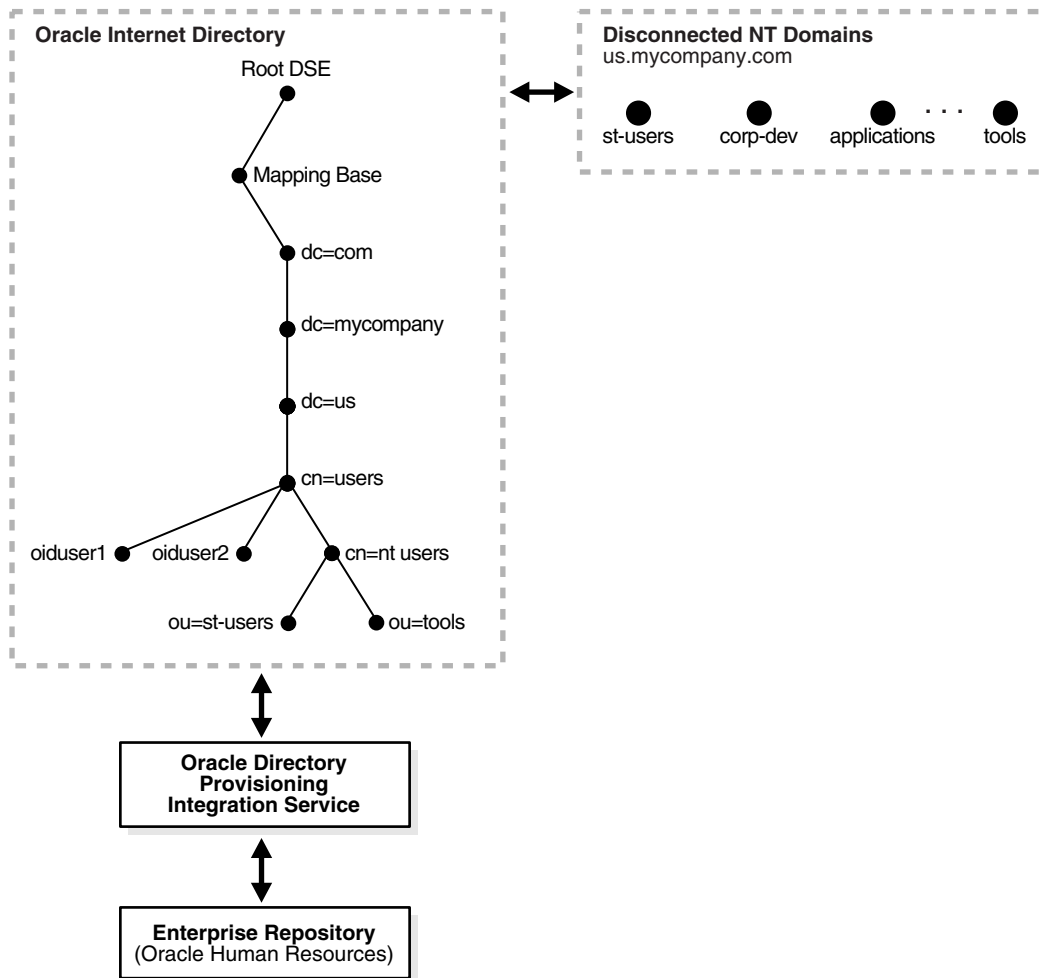 Oracle Internet Directory
Root DSE
Mapping Base
dc=com
dc=mycompany
dc=us
cn=users
oiduser1
oiduser2
cn=nt users
ou=st-users
ou=tools
Disconnected NT Domains
us.mycompany.com
st-users
corp-dev
applications
. . .
tools
Oracle Directory
Provisioning
Integration Service
Enterprise Repository
(Oracle Human Resources)